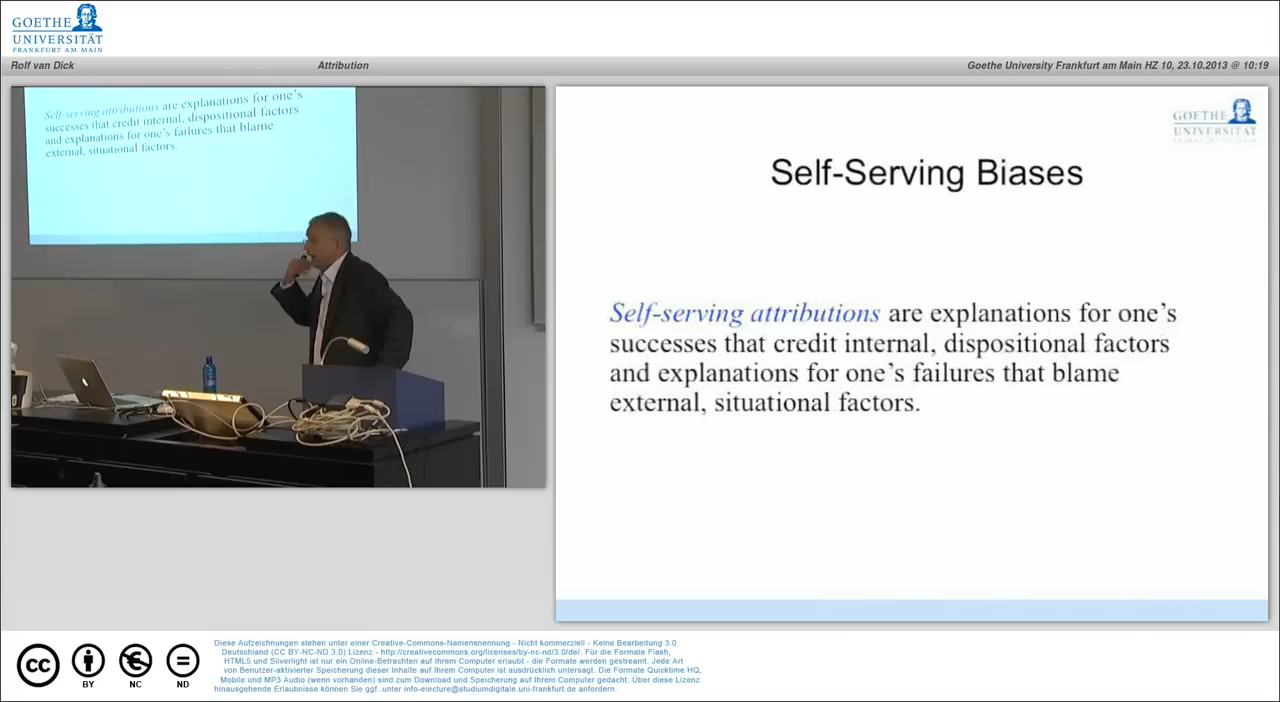 GOETHE
UNIVERSITÄT
FRANKFURT AM MAIN
Rolf van Dick
Attribution
Goethe University Frankfurt am Main HZ 10, 23.10.2013 @ 10:19
Self-serving attributions are explanations for one's
successes that credit internal, dispositional factors
and explanations for one's failures that blame
external, situational factors.
GOETHE
UNIVERSITÄT
FRANKFURT AM MAIN
Self-Serving Biases
Self-serving attributions are explanations for one's
successes that credit internal, dispositional factors
and explanations for one's failures that blame
external, situational factors.
cc
BY
NC
ND
Diese Aufzeichnungen stehen unter einer Creative-Commons-Namensnennung - Nicht kommerziell - Keine Bearbeitung 3.0
Deutschland (CC BY-NC-ND 3.0) Lizenz - http://creativecommons.org/licenses/by-nc-nd/3.0/de/. Für die Formate Flash,
HTML5 und Silverlight ist nur ein Online-Betrachten auf Ihrem Computer erlaubt - die Formate werden gestreamt. Jede Art
von Benutzer-aktivierter Speicherung dieser Inhalte auf Ihrem Computer ist ausdrücklich untersagt. Die Formate Quicktime HQ,
Mobile und MP3 Audio (wenn vorhanden) sind zum Download und Speicherung auf Ihrem Computer gedacht. Über diese Lizenz
hinausgehende Erlaubnisse können Sie ggf. unter info-electure@studiumdigitale.uni-frankfurt.de anfordern.